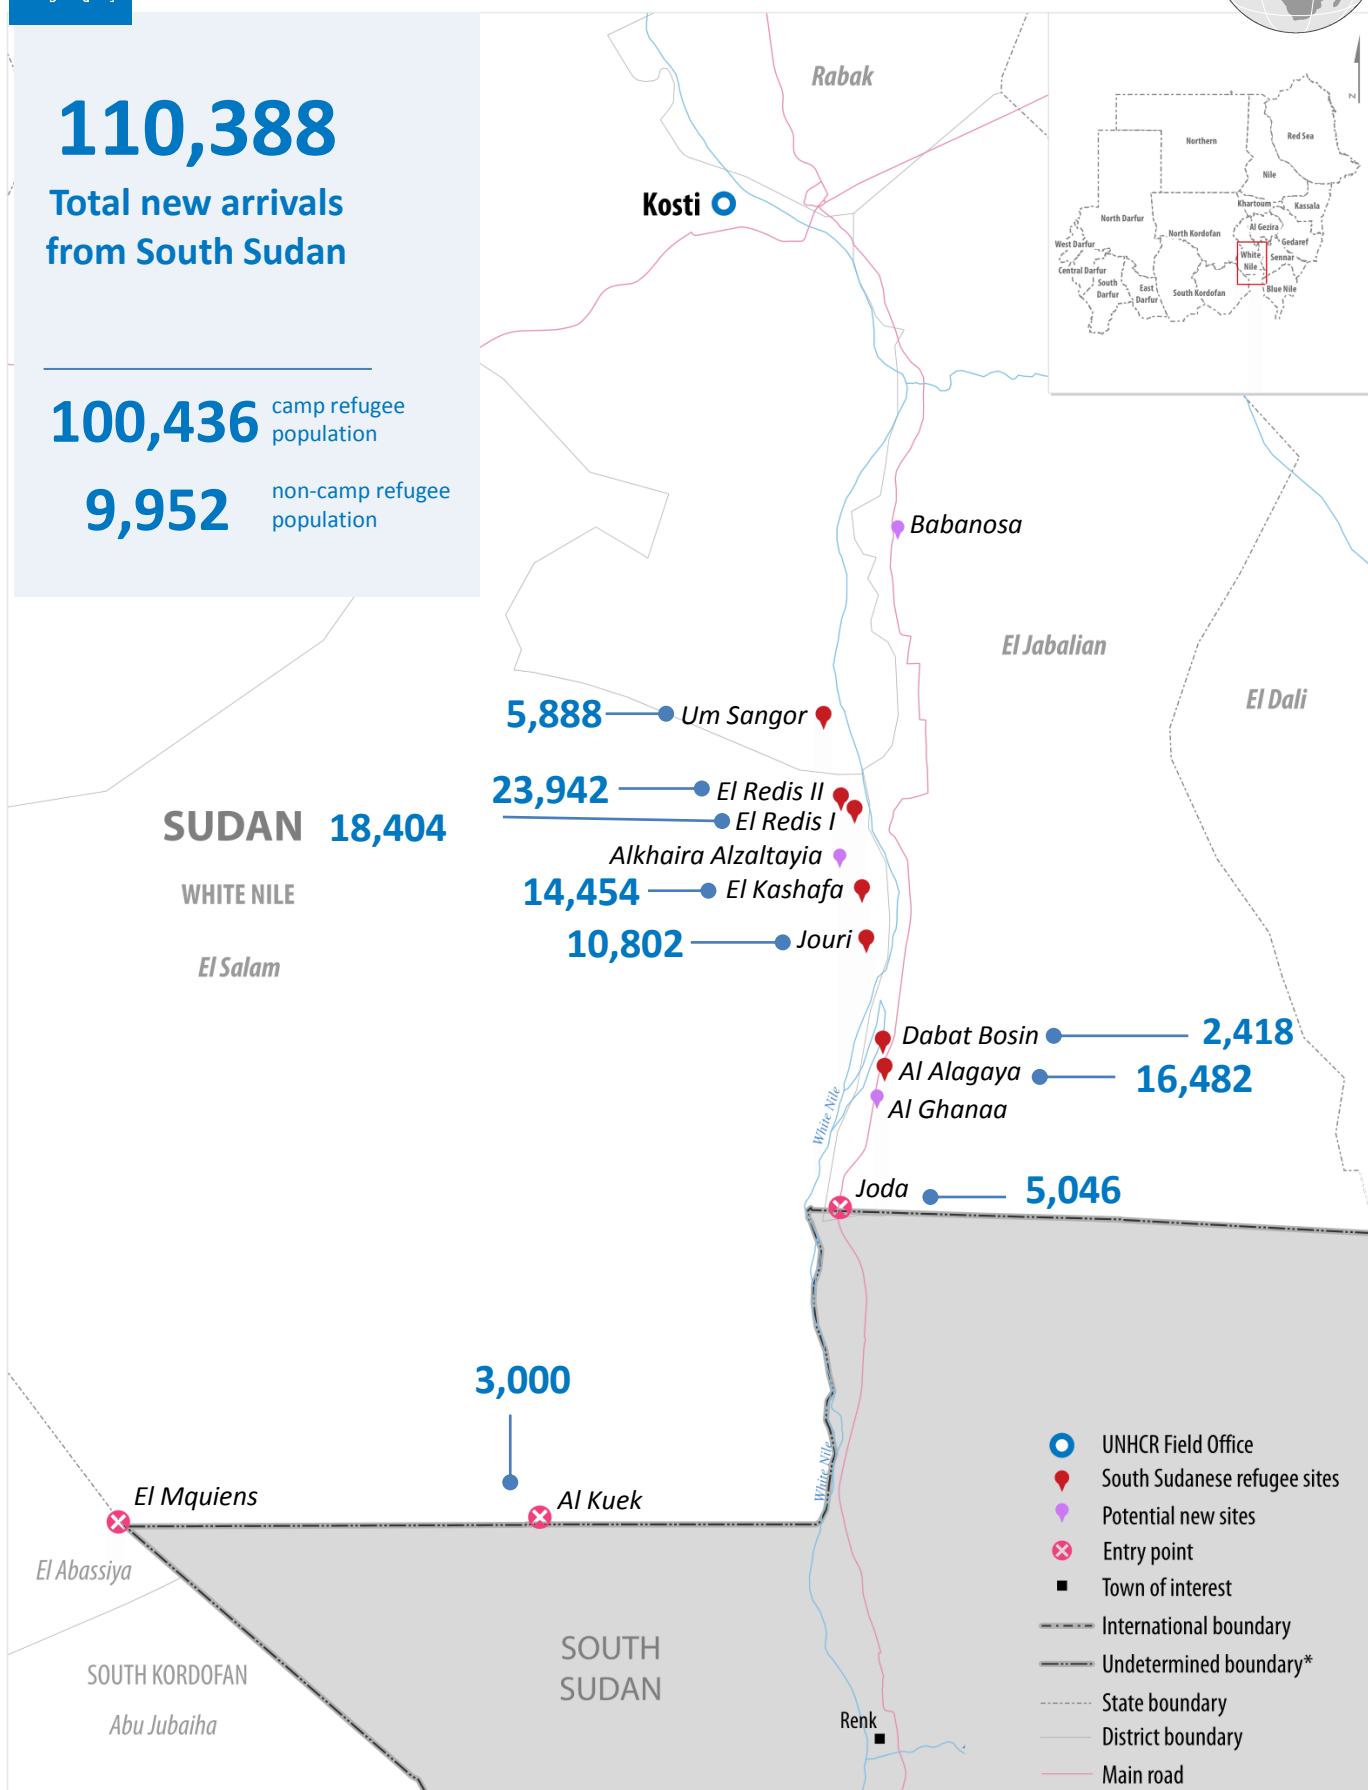 110,388
Total new arrivals
from South Sudan
100,436
camp refugee
population
9,952
non-camp refugee
population
Rabak
Kosti
Northern
Red Sea
Nile
Khartoum
Kassala
North Darfur
Al Gezira
North Kordofan
Gedaref
West Darfur
White
Nile
Sennar
Central Darfur
South
Darfur
East
Darfur
South Kordofan
Blue Nile
N
Babanosa
El Jabalian
El Dali
5,888
Um Sangor
23,942
El Redis II
SUDAN
18,404
El Redis I
Alkhaira Alzaltayia
WHITE NILE
14,454
El Kashafa
10,802
Jouri
El Salam
Dabat Bosin
2,418
Al Alagaya
16,482
Al Ghanaa
White Nile
Joda
5,046
3,000
White Nile
El Mquiens
Al Kuek
El Abassiya
SOUTH KORDOFAN
Abu Jubaiha
SOUTH
SUDAN
Renk
UNHCR Field Office
South Sudanese refugee sites
Potential new sites
Entry point
Town of interest
International boundary
Undetermined boundary*
State boundary
District boundary
Main road